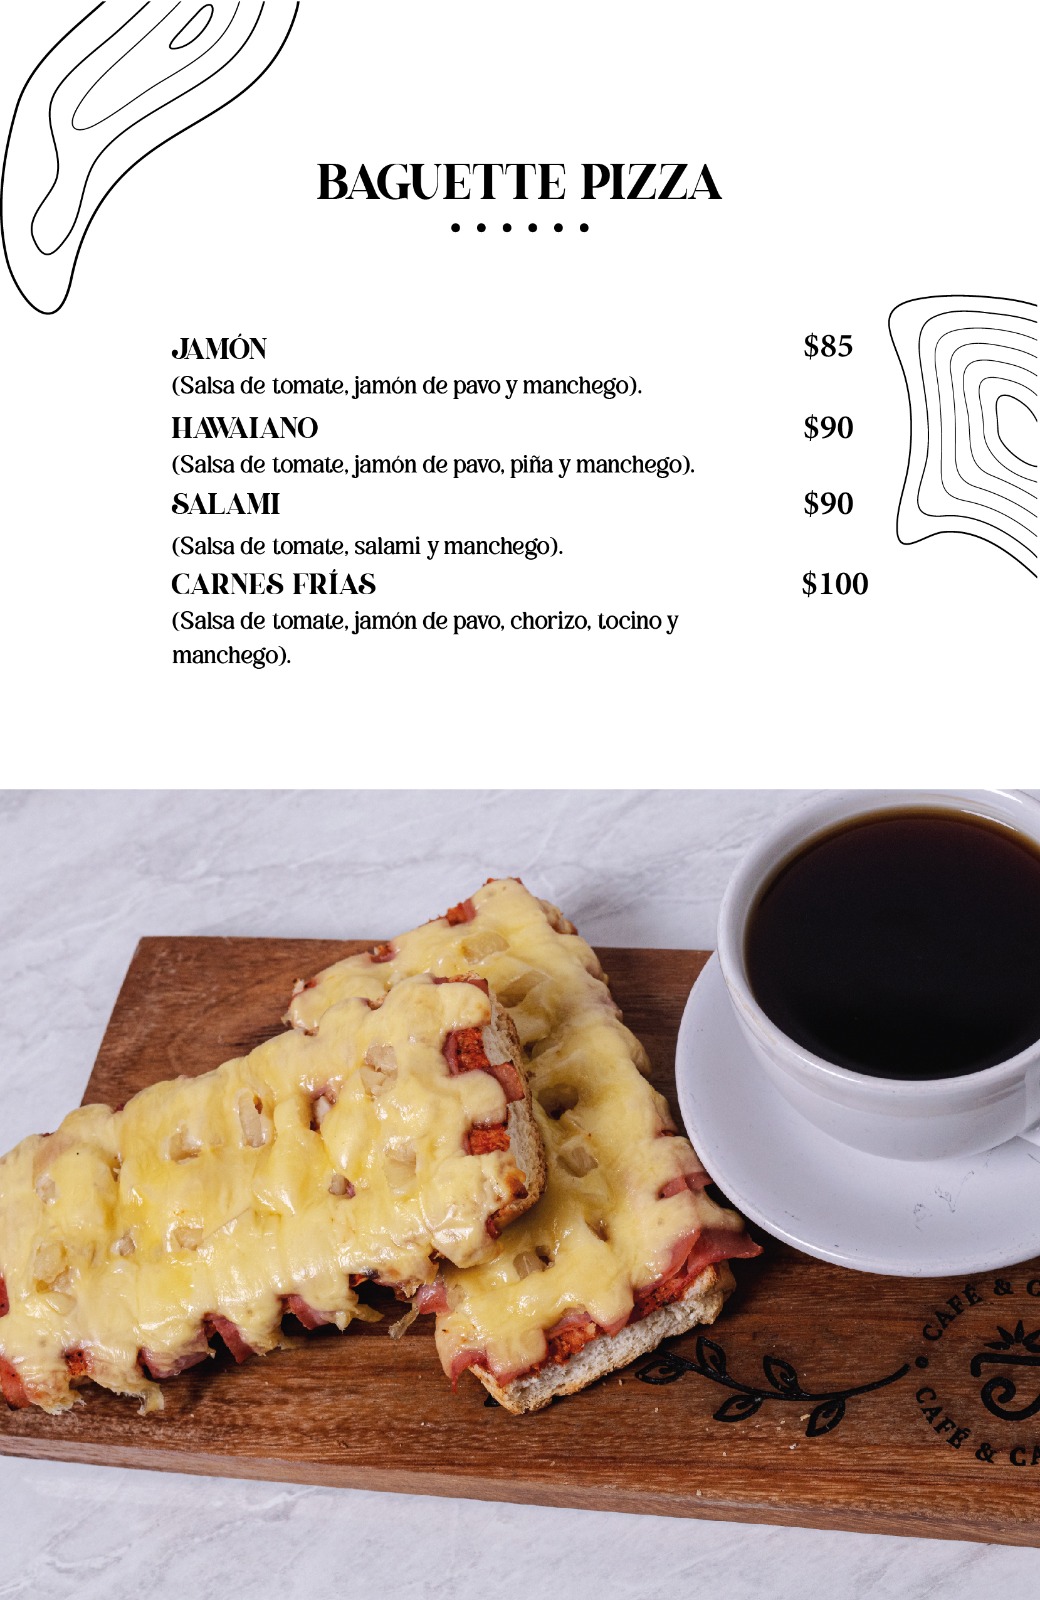 BAGUETTE PIZZA
JAMÓN $85
(Salsa de tomate, jamón de pavo y manchego).
HAWAIANO $90
(Salsa de tomate, jamón de pavo, piña y manchego).
SALAMI $90
(Salsa de tomate, salami y manchego).
CARNES FRÍAS $100
(Salsa de tomate, jamón de pavo, chorizo, tocino y
manchego).
CAFÉ &
CAFÉ &